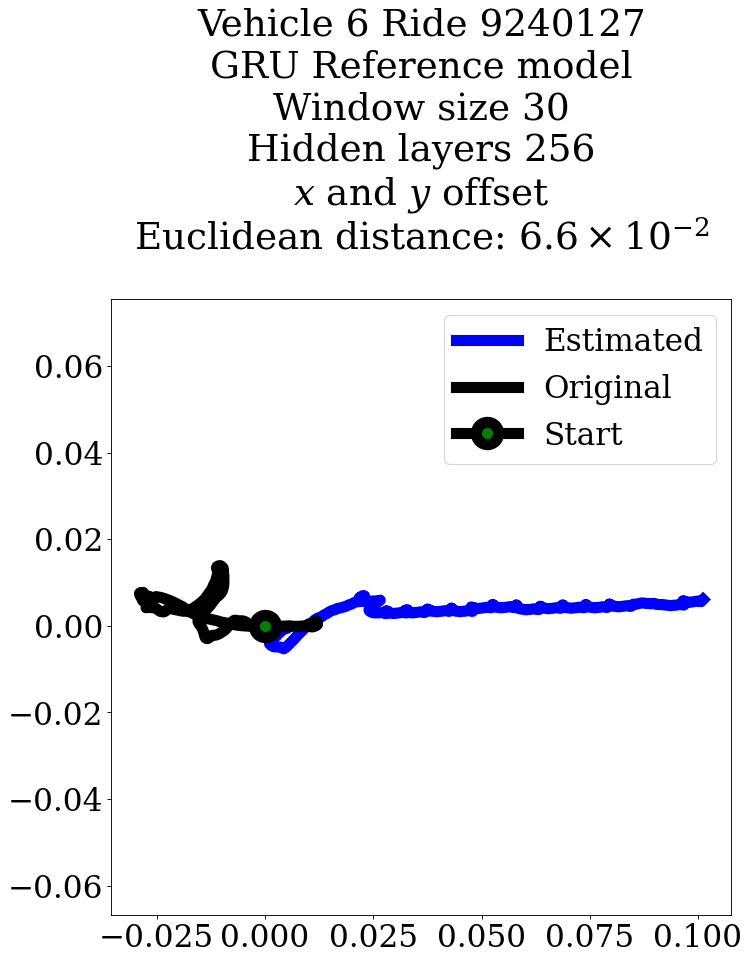 Vehicle 6 Ride 9240127
GRU Reference model
Window size 30
Hidden layers 256
x and y offset
Euclidean distance: 6.6 × 10⁻²
Estimated
Original
Start
0.06
0.04
0.02
0.00
−0.02
−0.04
−0.06
−0.025 0.000 0.025 0.050 0.075 0.100